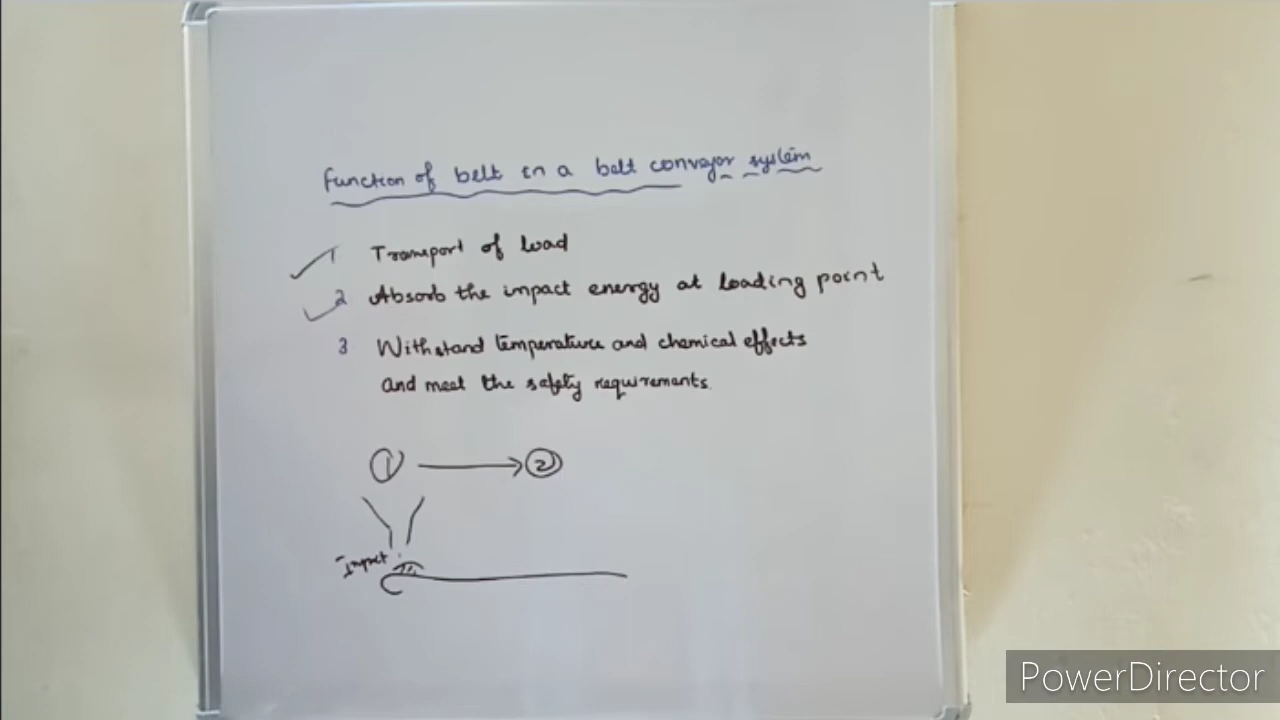 Function of belt in a belt conveyor system
1 Transport of load
2 Absorb the impact energy at loading point
3 Withstand temperature and chemical effects
and meet the safety requirements.
1 2
Impact
PowerDirector